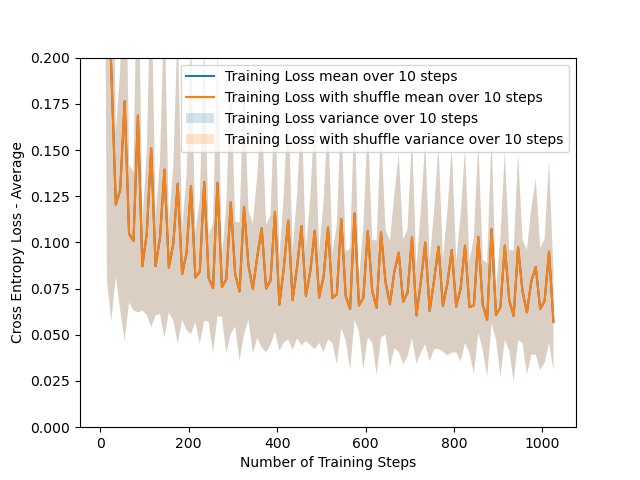 0.200
0.175
0.150
0.125
0.100
0.075
0.050
0.025
0.000
Cross Entropy Loss - Average
Training Loss mean over 10 steps
Training Loss with shuffle mean over 10 steps
Training Loss variance over 10 steps
Training Loss with shuffle variance over 10 steps
0 200 400 600 800 1000
Number of Training Steps